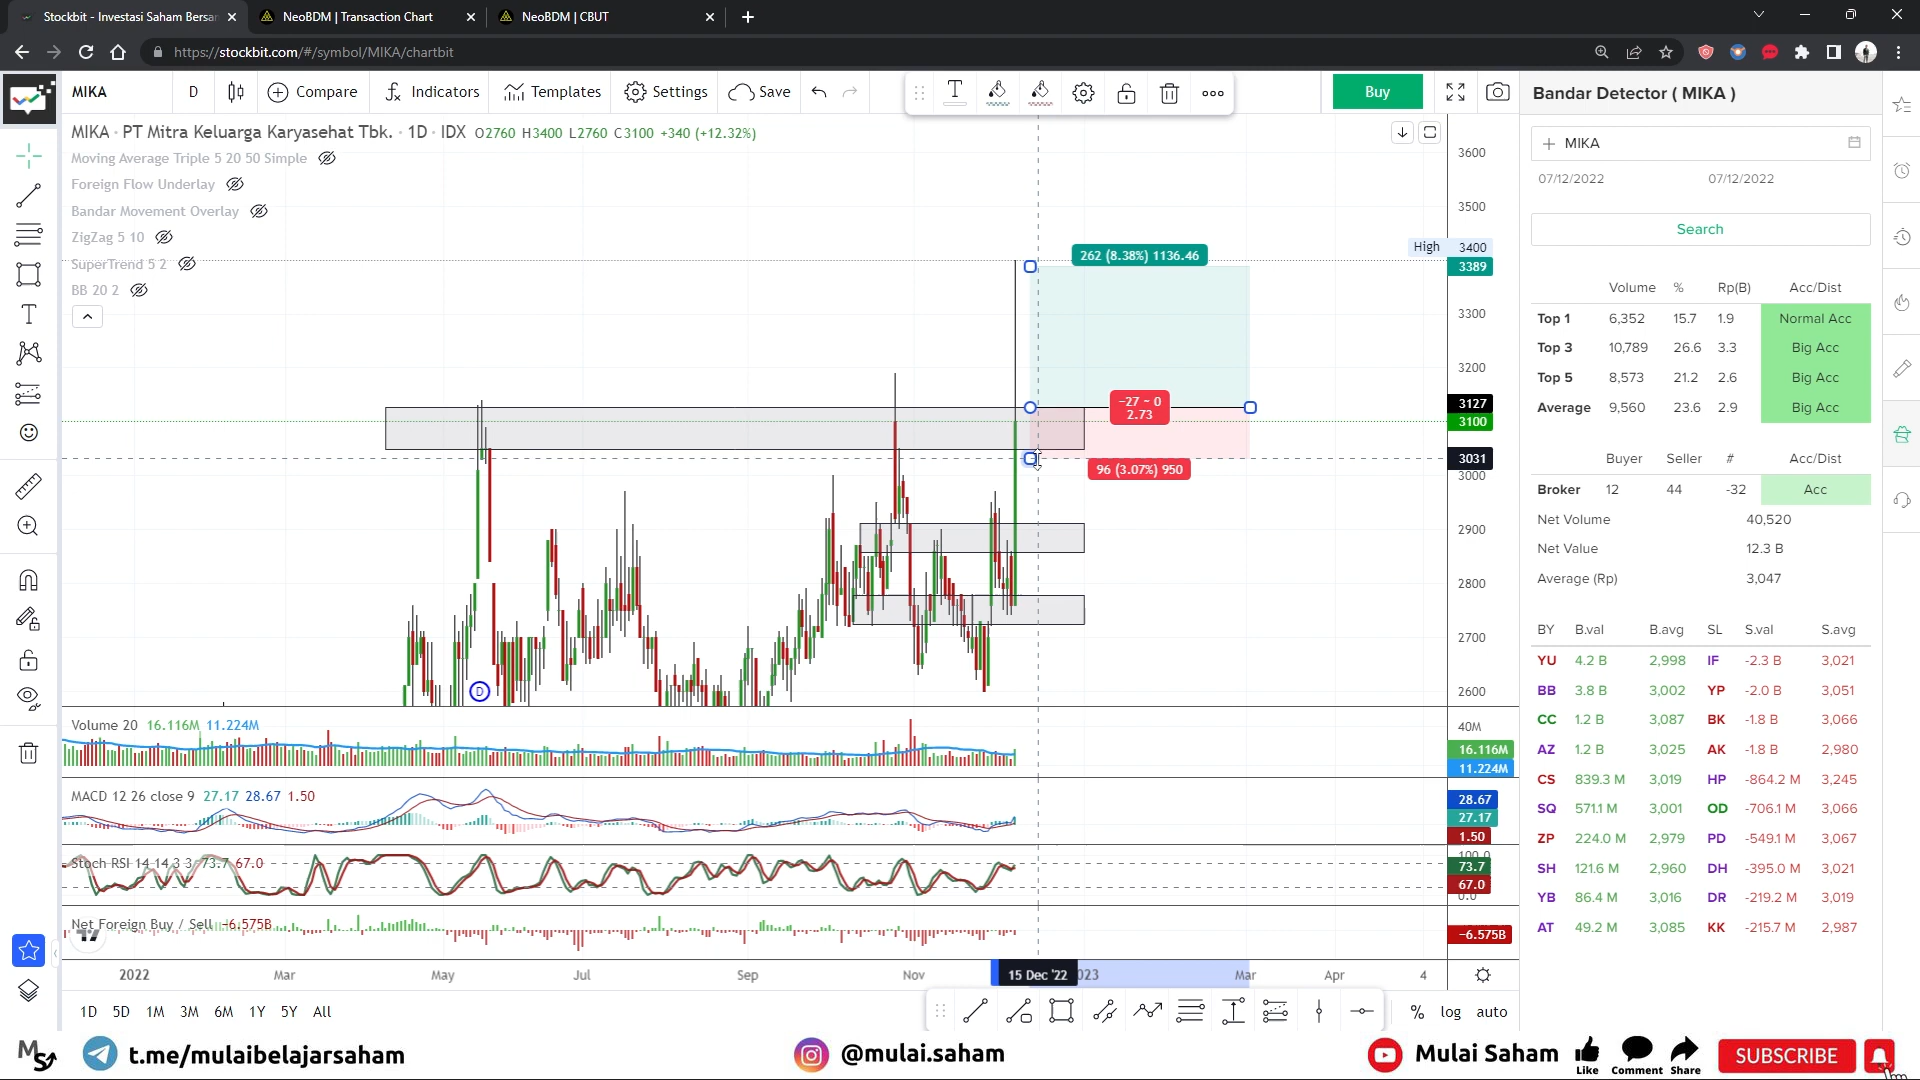 Stockbit - Investasi Saham Bersa
NeoBDM | Transaction Chart
NeoBDM | CBUT
https://stockbit.com/#/symbol/MIKA/chartbit
MIKA
D
Compare
Indicators
Templates
Settings
Save
Buy
MIKA · PT Mitra Keluarga Karyasehat Tbk. · 1D · IDX O2760 H3400 L2760 C3100 +340 (+12.32%)
Moving Average Triple 5 20 50 Simple
Foreign Flow Underlay
Bandar Movement Overlay
ZigZag 5 10
SuperTrend 5 2
BB 20 2
262 (8.38%) 1136.46
-27 ~ 0
2.73
96 (3.07%) 950
D
3600
3500
High 3400
3389
3300
3200
3127
3100
3031
3000
2900
2800
2700
2600
Volume 20 16.116M 11.224M
40M
16.116M
11.224M
MACD 12 26 close 9 27.17 28.67 1.50
28.67
27.17
1.50
Stoch RSI 14 14 3 3 73.7 67.0
100.0
73.7
67.0
0.0
Net Foreign Buy / Sell -6.575B
-6.575B
2022 Mar May Jul Sep Nov 15 Dec '22 023 Mar Apr 4
1D 5D 1M 3M 6M 1Y 5Y All
% log auto
Bandar Detector ( MIKA )
MIKA
07/12/2022 07/12/2022
Search
Volume % Rp(B) Acc/Dist
Top 1 6,352 15.7 1.9 Normal Acc
Top 3 10,789 26.6 3.3 Big Acc
Top 5 8,573 21.2 2.6 Big Acc
Average 9,560 23.6 2.9 Big Acc
Buyer Seller # Acc/Dist
Broker 12 44 -32 Acc
Net Volume 40,520
Net Value 12.3 B
Average (Rp) 3,047
BY B.val B.avg SL S.val S.avg
YU 4.2 B 2,998 IF -2.3 B 3,021
BB 3.8 B 3,002 YP -2.0 B 3,051
CC 1.2 B 3,087 BK -1.8 B 3,066
AZ 1.2 B 3,025 AK -1.8 B 2,980
CS 839.3 M 3,019 HP -864.2 M 3,245
SQ 571.1 M 3,001 OD -706.1 M 3,066
ZP 224.0 M 2,979 PD -549.1 M 3,067
SH 121.6 M 2,960 DH -395.0 M 3,021
YB 86.4 M 3,016 DR -219.2 M 3,019
AT 49.2 M 3,085 KK -215.7 M 2,987
t.me/mulaibelajarsaham
@mulai.saham
Mulai Saham
Like
Comment
Share
SUBSCRIBE